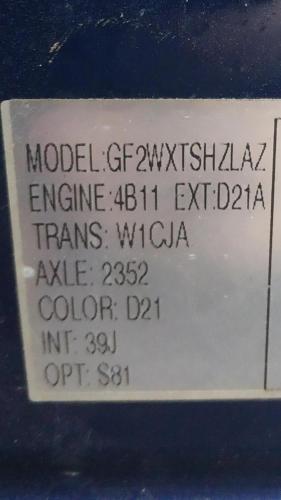 MODEL:GF2WXTSHZLAZ
ENGINE:4B11 EXT:D21A
TRANS: W1CJA
AXLE: 2352
COLOR: D21
INT: 39J
OPT: S81